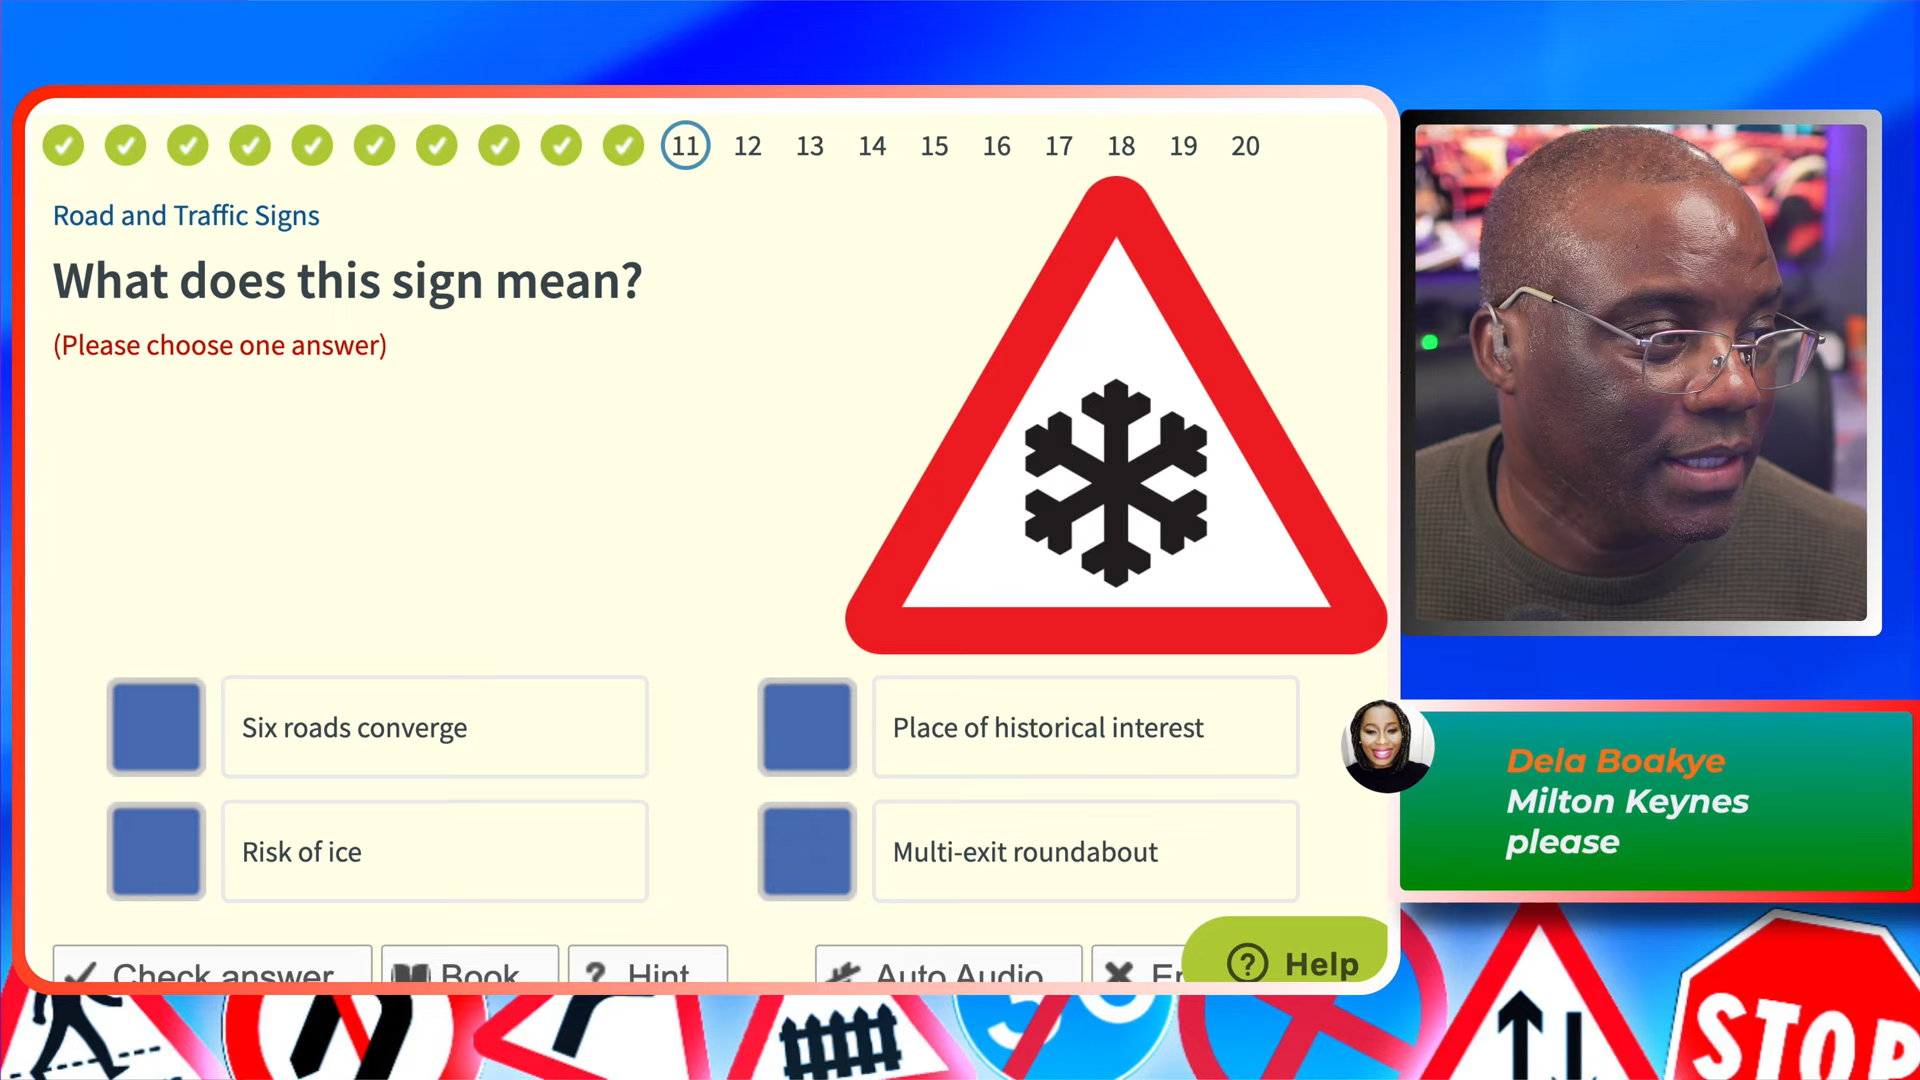 11 12 13 14 15 16 17 18 19 20
Road and Traffic Signs
What does this sign mean?
(Please choose one answer)
Six roads converge
Place of historical interest
Risk of ice
Multi-exit roundabout
Check answer
Book
? Hint
Auto Audio
? Help
Dela Boakye
Milton Keynes
please
STOP